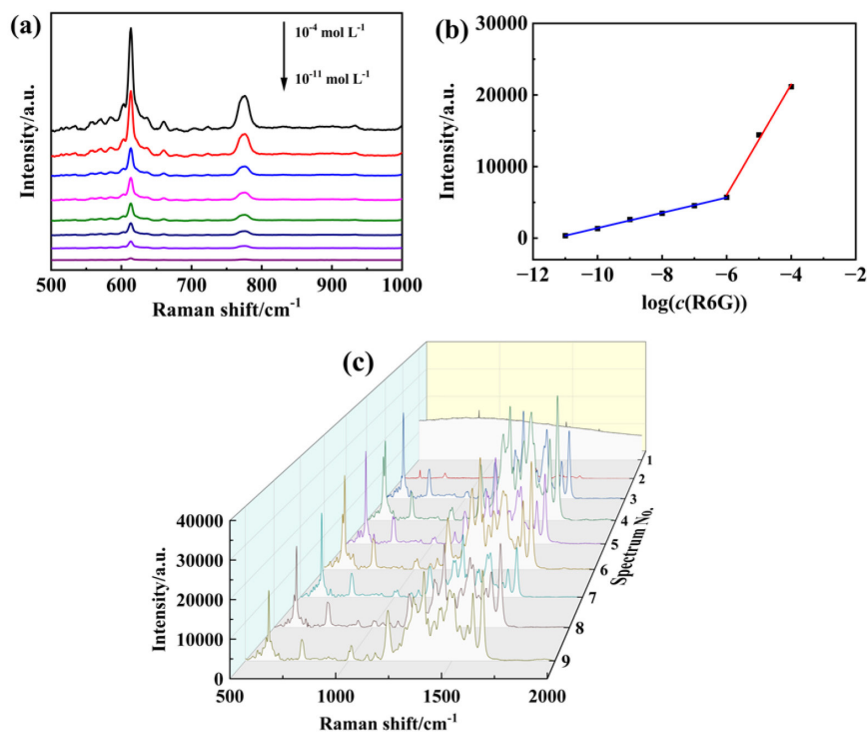 (a)
10⁻⁴ mol L⁻¹
10⁻¹¹ mol L⁻¹
Intensity/a.u.
500 600 700 800 900 1000
Raman shift/cm⁻¹
(b)
30000
20000
10000
0
Intensity/a.u.
−12 −10 −8 −6 −4 −2
log(c(R6G))
(c)
40000
30000
20000
10000
0
Intensity/a.u.
500 1000 1500 2000
Raman shift/cm⁻¹
1
2
3
4
5
6
7
8
9
Spectrum No.